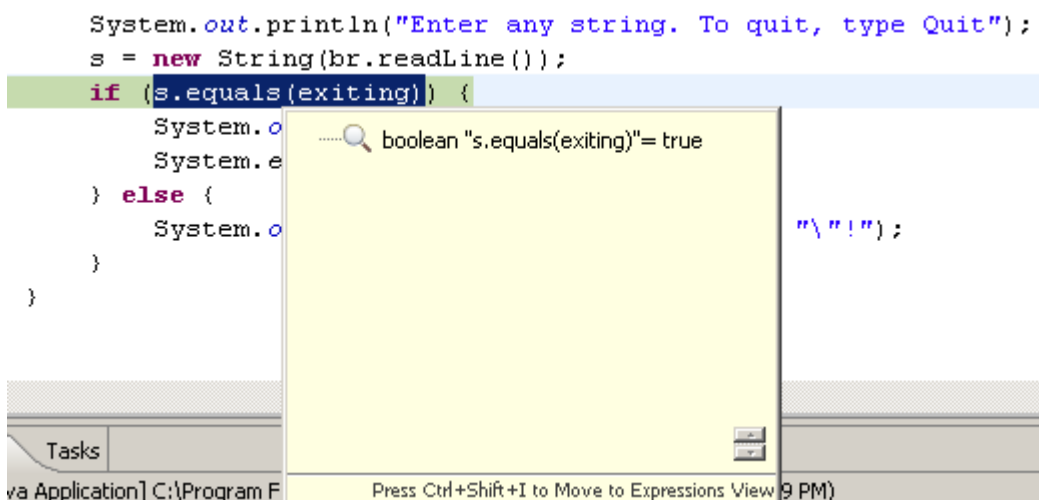 System.out.println("Enter any string. To quit, type Quit");
s = new String(br.readLine());
if (s.equals(exiting)) {
System.o
boolean "s.equals(exiting)"= true
System.e
} else {
System.o "\"!");
}
}
Tasks
va Application] C:\Program F
Press Ctrl+Shift+I to Move to Expressions View
9 PM)